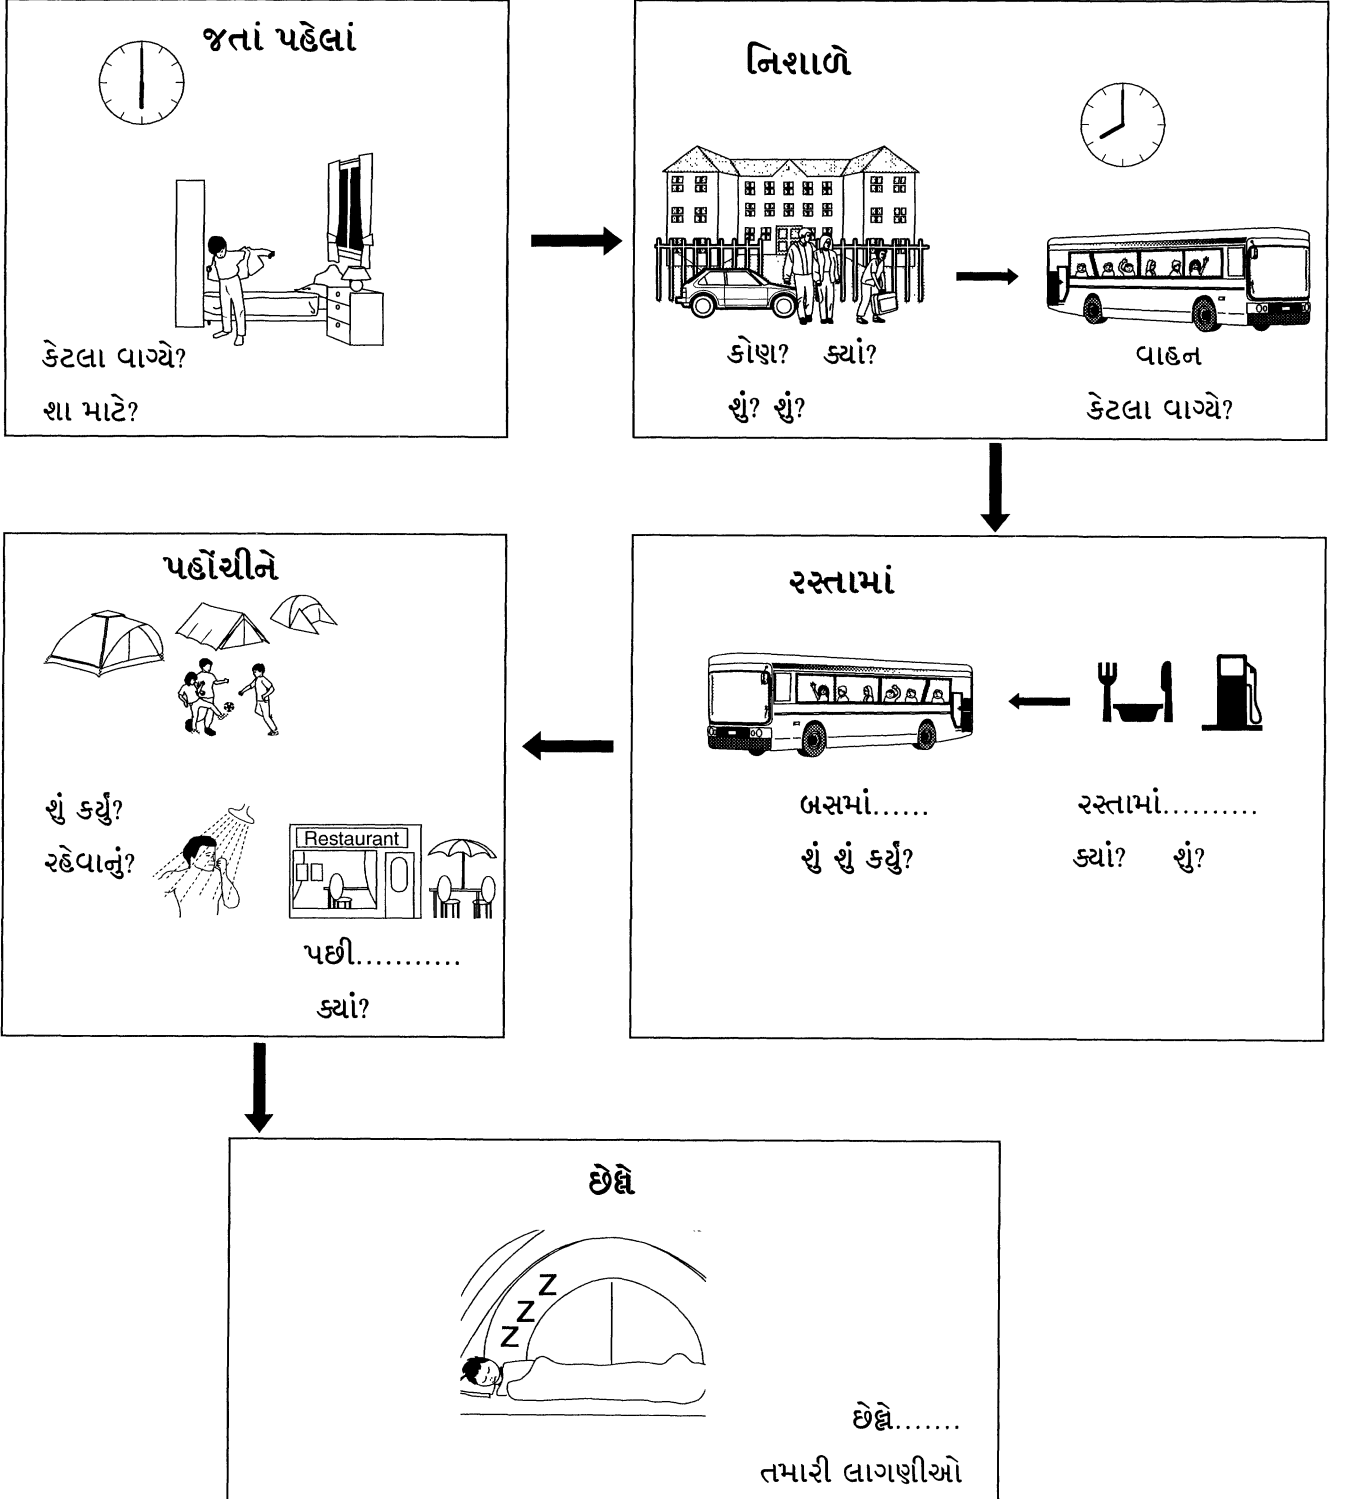 જતાં પહેલાં
કેટલા વાગ્યે?
શા માટે?
નિશાળે
કોણ? ક્યાં?
શું? શું?
વાહન
કેટલા વાગ્યે?
રસ્તામાં
બસમાં......
શું શું કર્યું?
રસ્તામાં..........
ક્યાં? શું?
પહોંચીને
શું કર્યું?
રહેવાનું?
Restaurant
પછી...........
ક્યાં?
છેલ્લે
Z
Z
Z
છેલ્લે.......
તમારી લાગણીઓ